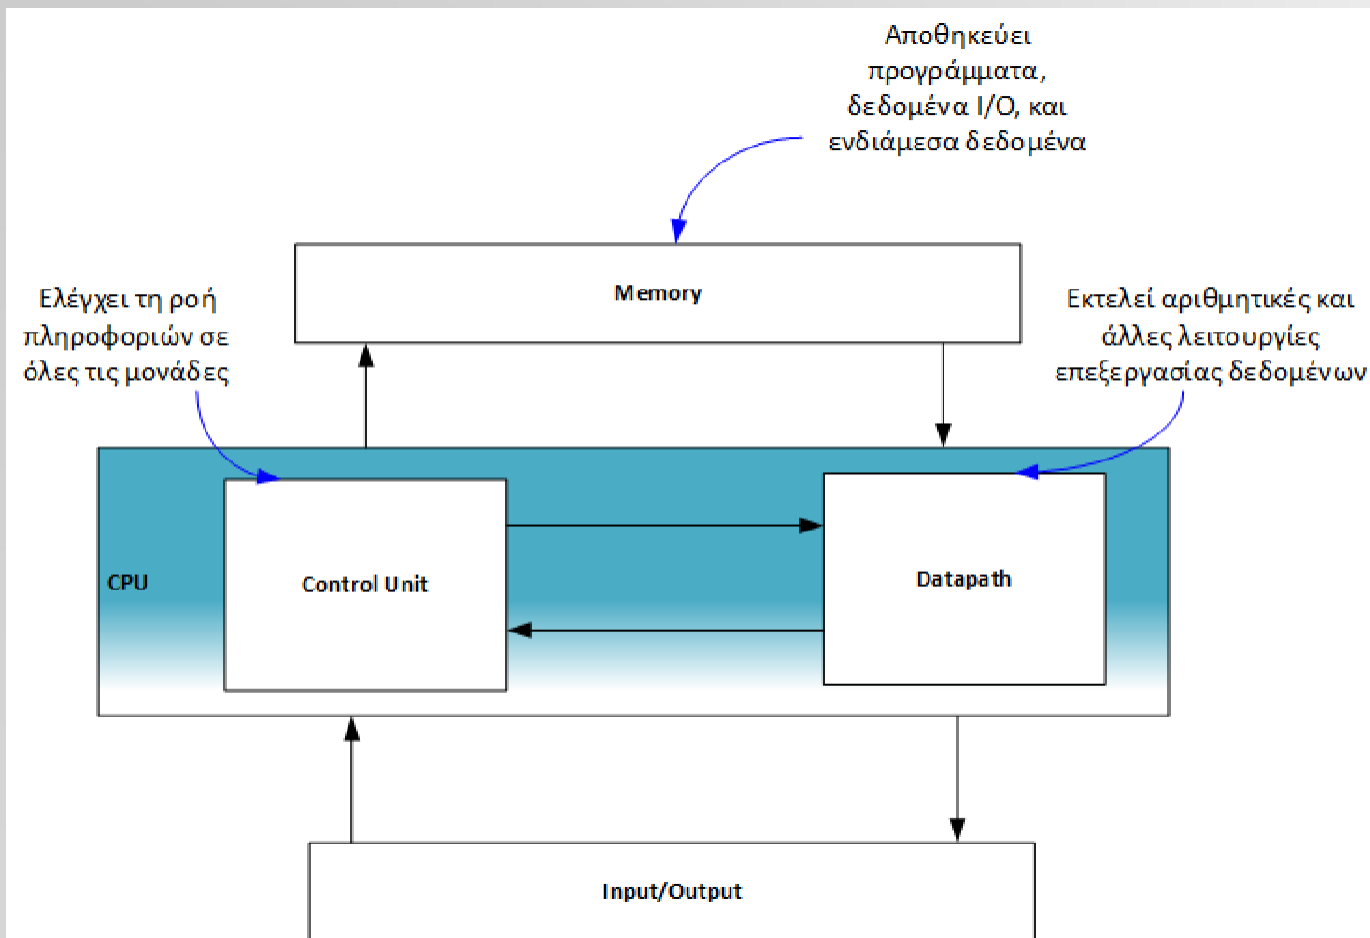 Αποθηκεύει
προγράμματα,
δεδομένα I/O, και
ενδιάμεσα δεδομένα
Memory
Ελέγχει τη ροή
πληροφοριών σε
όλες τις μονάδες
Εκτελεί αριθμητικές και
άλλες λειτουργίες
επεξεργασίας δεδομένων
CPU
Control Unit
Datapath
Input/Output